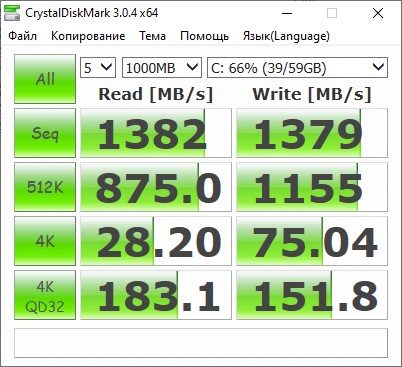 CrystalDiskMark 3.0.4 x64
Файл Копирование Тема Помощь Язык(Language)
All 5 1000MB C: 66% (39/59GB)
Read [MB/s] Write [MB/s]
Seq 1382 1379
512K 875.0 1155
4K 28.20 75.04
4K QD32 183.1 151.8